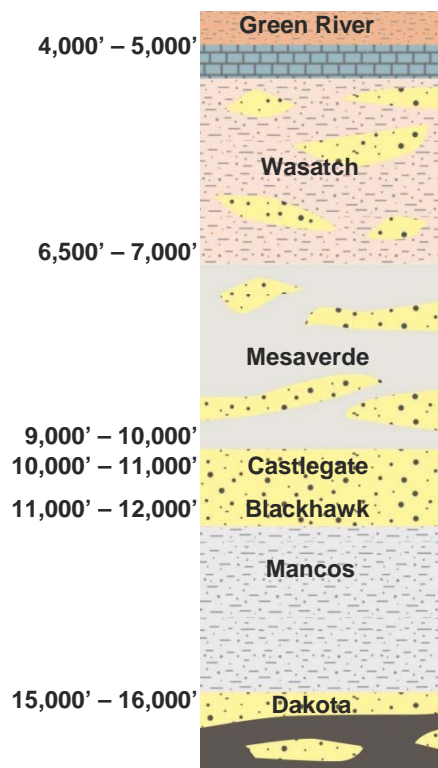 Green River
4,000’ – 5,000’
Wasatch
6,500’ – 7,000’
Mesaverde
9,000’ – 10,000’
10,000’ – 11,000’ Castlegate
11,000’ – 12,000’ Blackhawk
Mancos
15,000’ – 16,000’ Dakota